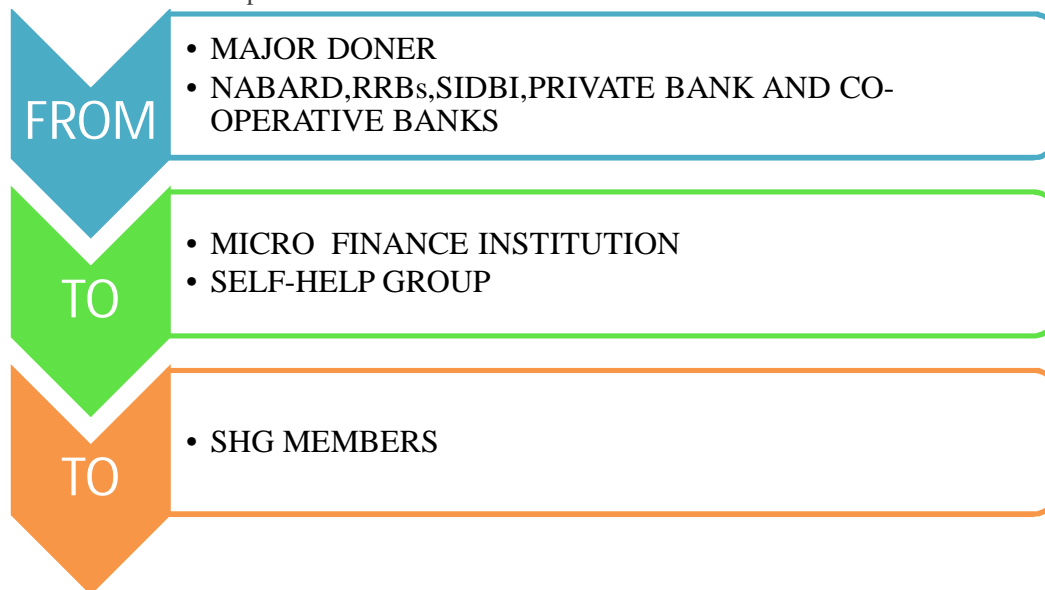 FROM
• MAJOR DONER
• NABARD,RRBs,SIDBI,PRIVATE BANK AND CO-
OPERATIVE BANKS
TO
• MICRO FINANCE INSTITUTION
• SELF-HELP GROUP
TO
• SHG MEMBERS